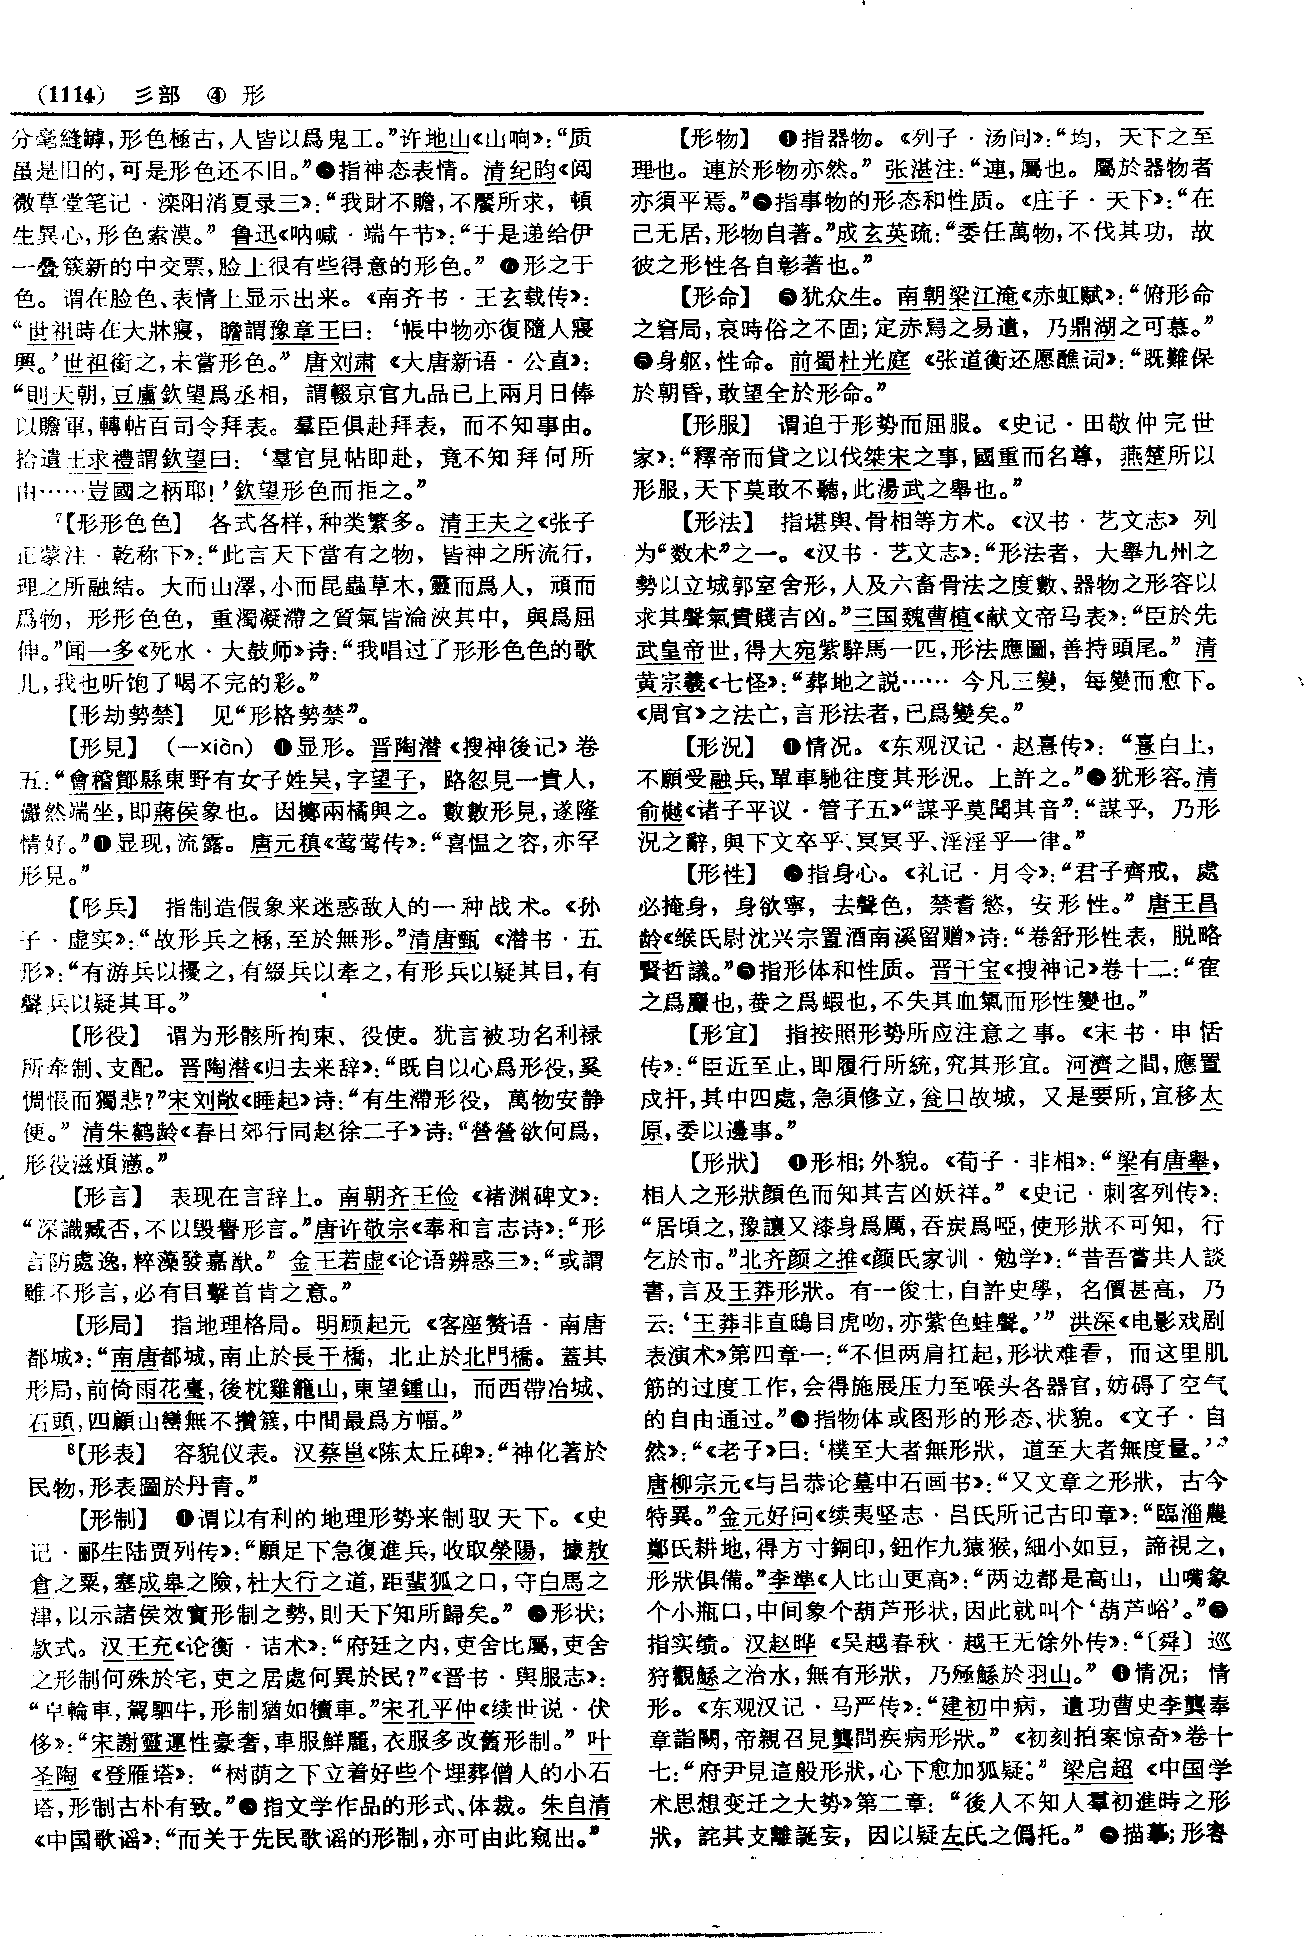 (1114) 彡部 ④ 形
分毫縫罅,形色極古,人皆以爲鬼工。”许地山《山响》:“质
虽是旧的,可是形色还不旧。”❺指神态表情。清纪昀《阅
微草堂笔记·滦阳消夏录三》:“我財不贍,不饜所求,頓
生異心,形色索漠。” 鲁迅《呐喊·端午节》:“于是递给伊
一叠簇新的中交票,脸上很有些得意的形色。” ❻形之于
色。谓在脸色、表情上显示出来。《南齐书·王玄载传》:
“世祖時在大牀寢, 瞻謂豫章王曰: ‘帳中物亦復隨人寢
興。’世祖銜之,未嘗形色。” 唐刘肃《大唐新语·公直》:
“則天朝,豆盧欽望爲丞相, 謂輟京官九品已上兩月日俸
以贍軍,轉帖百司令拜表。羣臣俱赴拜表, 而不知事由。
拾遺王求禮謂欽望曰: ‘羣官見帖即赴, 竟不知拜何所
由……豈國之柄耶!’欽望形色而拒之。”
7【形形色色】 各式各样,种类繁多。清王夫之《张子
正蒙注·乾称下》:“此言天下當有之物, 皆神之所流行,
理之所融結。大而山澤,小而昆蟲草木,靈而爲人, 頑而
爲物, 形形色色, 重濁凝滯之質氣皆淪浹其中, 與爲屈
伸。”闻一多《死水·大鼓师》诗:“我唱过了形形色色的歌
儿,我也听饱了喝不完的彩。”
【形劫勢禁】 见“形格勢禁”。
【形見】 (—xiàn) ❶显形。晋陶潜《搜神後记》卷
五:“會稽鄮縣東野有女子姓吴,字望子, 路忽見一貴人,
儼然端坐,即蔣侯象也。因擲兩橘與之。數數形見,遂隆
情好。”❷显现,流露。唐元稹《莺莺传》:“喜愠之容,亦罕
形見。”
【形兵】 指制造假象来迷惑敌人的一种战术。《孙
子·虚实》:“故形兵之極,至於無形。”清唐甄《潜书·五
形》:“有游兵以擾之,有綴兵以牽之,有形兵以疑其目,有
聲兵以疑其耳。”
【形役】 谓为形骸所拘束、役使。犹言被功名利禄
所牵制、支配。晋陶潜《归去来辞》:“既自以心爲形役,奚
惆悵而獨悲?”宋刘敞《睡起》诗:“有生滯形役, 萬物安静
便。” 清朱鹤龄《春日郊行同赵徐二子》诗:“營營欲何爲,
形役滋煩懣。”
【形言】 表现在言辞上。南朝齐王俭《褚渊碑文》:
“深識臧否,不以毁譽形言。”唐许敬宗《奉和言志诗》:“形
言防處逸,粹藻發嘉猷。” 金王若虚《论语辨惑三》:“或謂
雖不形言,必有目擊首肯之意。”
【形局】 指地理格局。明顾起元《客座赘语·南唐
都城》:“南唐都城,南止於長干橋, 北止於北門橋。蓋其
形局,前倚雨花臺,後枕雞籠山,東望鍾山, 而西帶冶城、
石頭,四顧山巒無不攢簇,中間最爲方幅。”
8【形表】 容貌仪表。汉蔡邕《陈太丘碑》:“神化著於
民物,形表圖於丹青。”
【形制】 ❶谓以有利的地理形势来制驭天下。《史
记·郦生陆贾列传》:“願足下急復進兵,收取滎陽, 據敖
倉之粟,塞成皋之險,杜大行之道,距蜚狐之口,守白馬之
津,以示諸侯效實形制之勢,則天下知所歸矣。” ❷形状;
款式。汉王充《论衡·诘术》:“府廷之内,吏舍比屬,吏舍
之形制何殊於宅,吏之居處何異於民?”《晋书·舆服志》:
“皁輪車,駕駟牛,形制猶如犢車。”宋孔平仲《续世说·伏
侈》:“宋謝靈運性豪奢,車服鮮麗,衣服多改舊形制。” 叶
圣陶《登雁塔》: “树荫之下立着好些个埋葬僧人的小石
塔,形制古朴有致。”❸指文学作品的形式、体裁。朱自清
《中国歌谣》:“而关于先民歌谣的形制,亦可由此窥出。”
【形物】 ❶指器物。《列子·汤问》:“均, 天下之至
理也。連於形物亦然。” 张湛注:“連,屬也。屬於器物者
亦須平焉。”❷指事物的形态和性质。《庄子·天下》:“在
己无居,形物自著。”成玄英疏:“委任萬物,不伐其功, 故
彼之形性各自彰著也。”
【形命】 ❶犹众生。南朝梁江淹《赤虹赋》:“俯形命
之窘局,哀時俗之不固;定赤舄之易遺, 乃鼎湖之可慕。”
❷身躯,性命。前蜀杜光庭《张道衡还愿醮词》:“既難保
於朝昏,敢望全於形命。”
【形服】 谓迫于形势而屈服。《史记·田敬仲完世
家》:“釋帝而貸之以伐桀宋之事,國重而名尊, 燕楚所以
形服,天下莫敢不聽,此湯武之舉也。”
【形法】 指堪舆、骨相等方术。《汉书·艺文志》列
为“数术”之一。《汉书·艺文志》:“形法者, 大舉九州之
勢以立城郭室舍形,人及六畜骨法之度數、器物之形容以
求其聲氣貴賤吉凶。”三国魏曹植《献文帝马表》:“臣於先
武皇帝世,得大宛紫騂馬一匹,形法應圖,善持頭尾。” 清
黄宗羲《七怪》:“葬地之説…… 今凡三變, 每變而愈下。
《周官》之法亡,言形法者,已爲變矣。”
【形況】 ❶情况。《东观汉记·赵憙传》: “憙白上,
不願受融兵,單車馳往度其形況。上許之。”❷犹形容。清
俞樾《诸子平议·管子五》“謀乎莫聞其音”:“謀乎, 乃形
況之辭,與下文卒乎、冥冥乎、淫淫乎一律。”
【形性】 ❶指身心。《礼记·月令》:“君子齊戒, 處
必掩身, 身欲寧, 去聲色, 禁耆慾, 安形性。” 唐王昌
龄《缑氏尉沈兴宗置酒南溪留赠》诗:“卷舒形性表, 脱略
賢哲議。”❷指形体和性质。晋干宝《搜神记》卷十二:“隺
之爲麞也,蛬之爲蝦也,不失其血氣而形性變也。”
【形宜】 指按照形势所应注意之事。《宋书·申恬
传》:“臣近至止,即履行所統,究其形宜。河濟之間,應置
戍扞,其中四處,急須修立,瓮口故城, 又是要所,宜移太
原,委以邊事。”
【形狀】 ❶形相;外貌。《荀子·非相》:“梁有唐舉,
相人之形狀顔色而知其吉凶妖祥。”《史记·刺客列传》:
“居頃之,豫讓又漆身爲厲,吞炭爲啞,使形狀不可知, 行
乞於市。”北齐颜之推《颜氏家训·勉学》:“昔吾嘗共人談
書,言及王莽形狀。有一俊士,自許史學, 名價甚高, 乃
云:‘王莽非直鴟目虎吻,亦紫色蛙聲。’” 洪深《电影戏剧
表演术》第四章一:“不但两肩扛起,形状难看, 而这里肌
筋的过度工作,会得施展压力至喉头各器官,妨碍了空气
的自由通过。”❷指物体或图形的形态、状貌。《文子·自
然》:“《老子》曰:‘樸至大者無形狀, 道至大者無度量。’”
唐柳宗元《与吕恭论墓中石画书》:“又文章之形狀, 古今
特異。”金元好问《续夷坚志·吕氏所记古印章》:“臨淄農
鄭氏耕地,得方寸銅印,鈕作九猿猴,細小如豆, 諦視之,
形狀俱備。”李準《人比山更高》:“两边都是高山, 山嘴象
个小瓶口,中间象个葫芦形状,因此就叫个‘葫芦峪’。”❸
指实绩。汉赵晔《吴越春秋·越王无馀外传》:“〔舜〕巡
狩觀鯀之治水,無有形狀, 乃殛鯀於羽山。” ❹情况; 情
形。《东观汉记·马严传》:“建初中病, 遣功曹史李龔奉
章詣闕,帝親召見龔問疾病形狀。”《初刻拍案惊奇》卷十
七:“府尹見這般形狀,心下愈加狐疑。” 梁启超《中国学
术思想变迁之大势》第二章: “後人不知人羣初進時之形
狀, 詫其支離誕妄, 因以疑左氏之僞托。” ❺描摹;形容